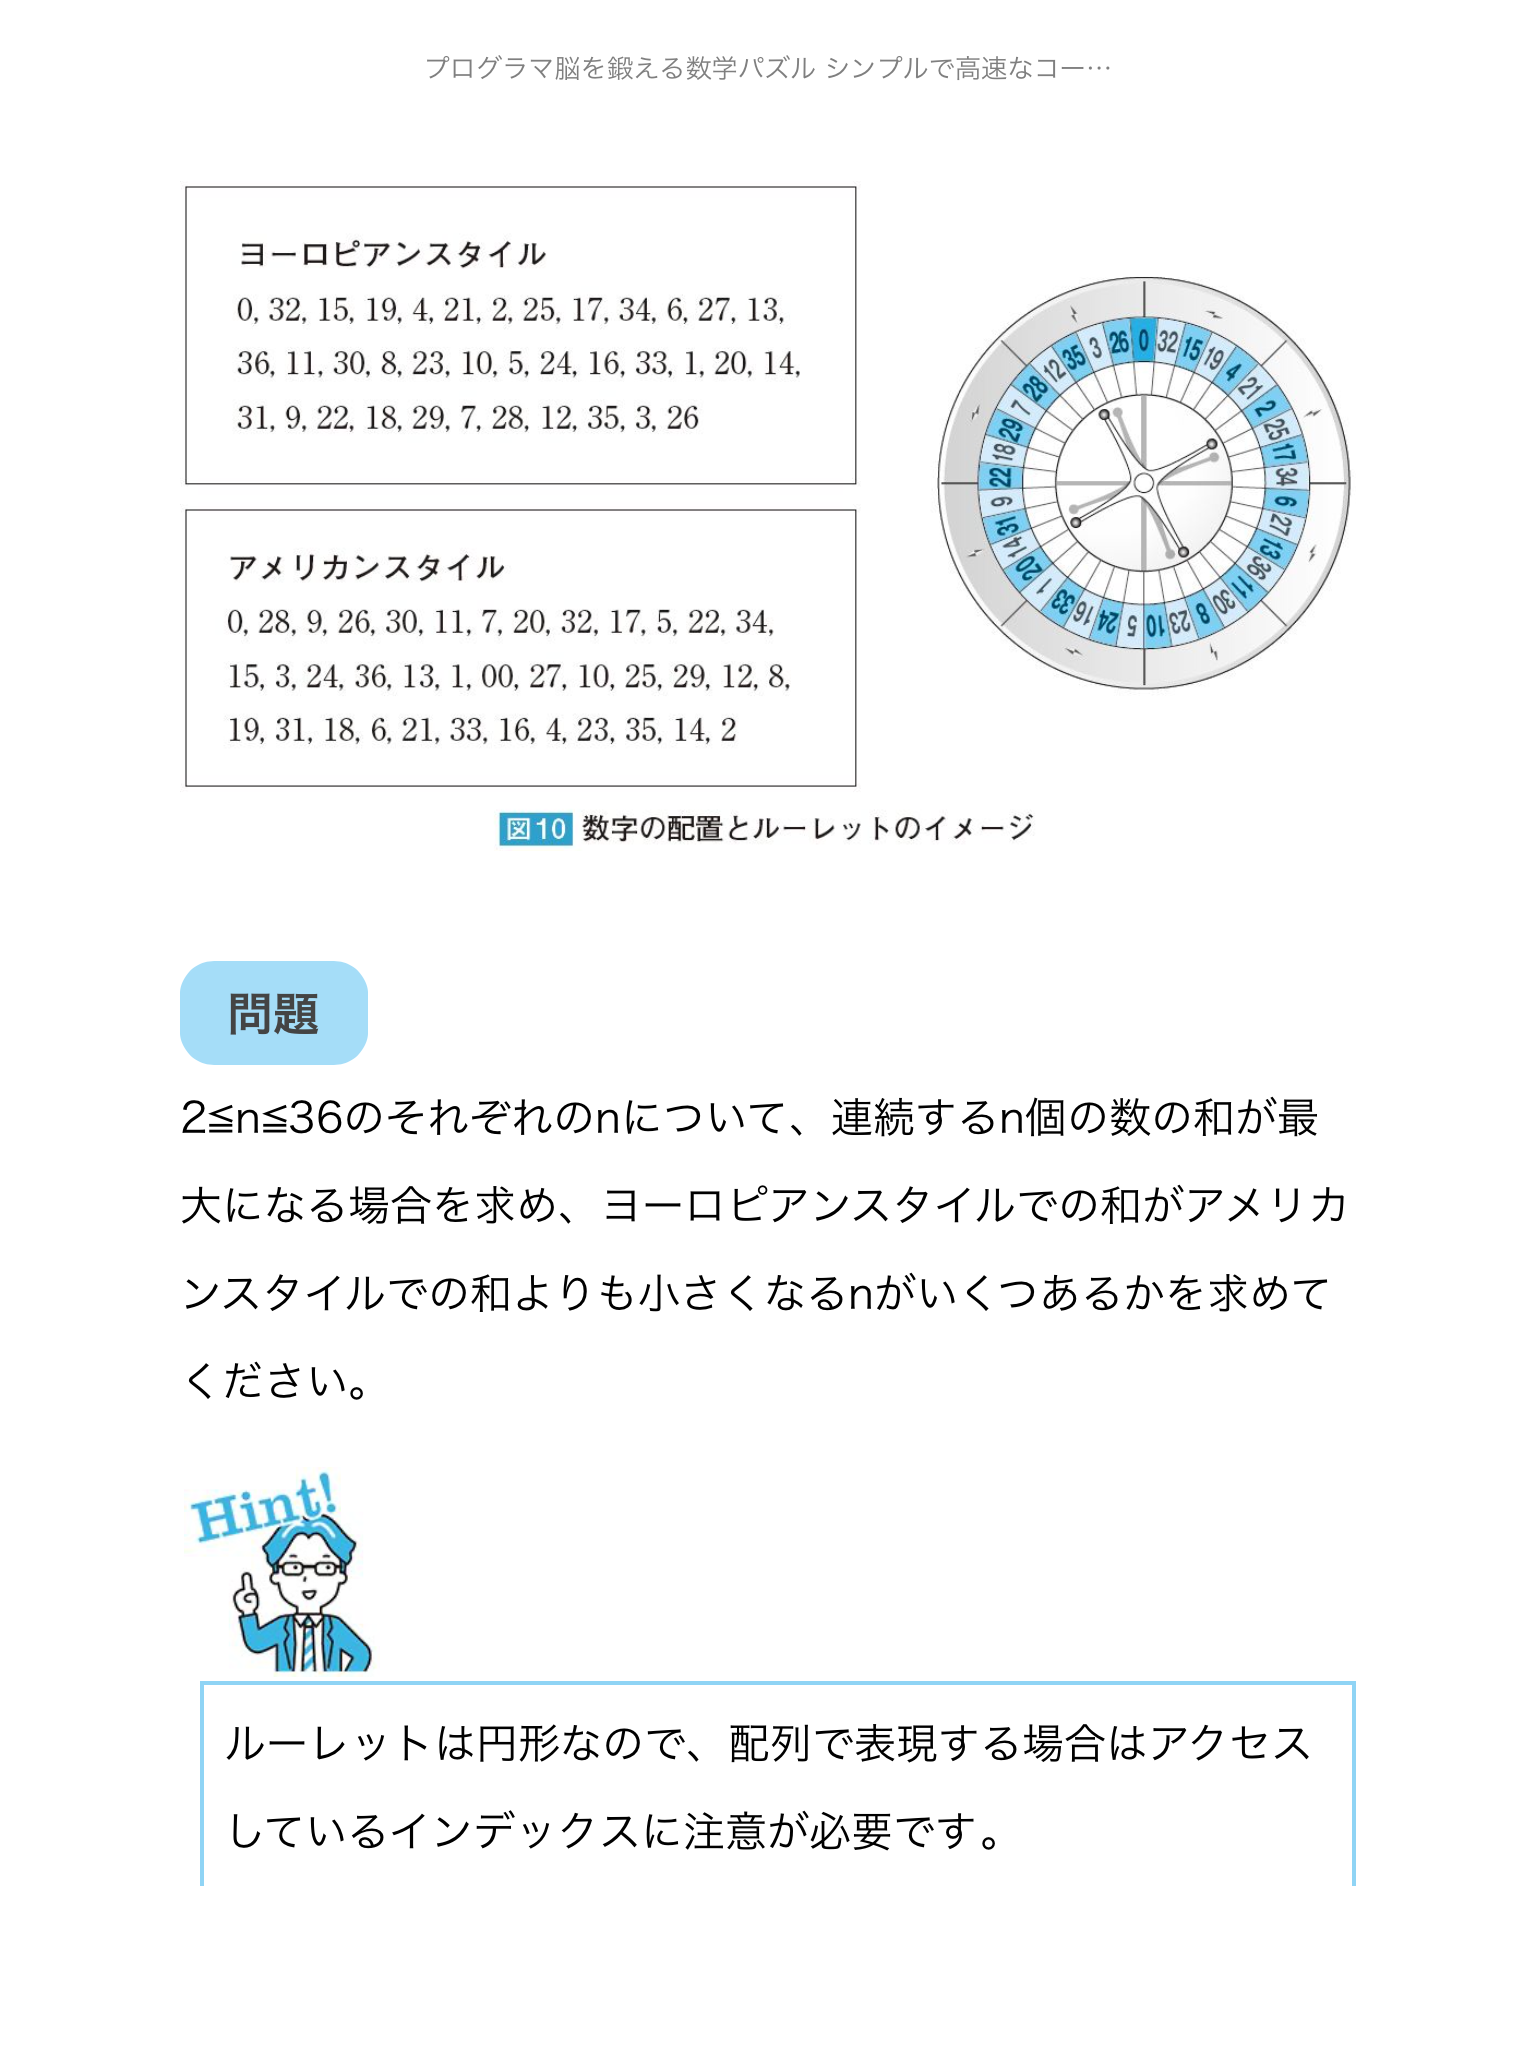 プログラマ脳を鍛える数学パズル シンプルで高速なコー…
ヨーロピアンスタイル
0, 32, 15, 19, 4, 21, 2, 25, 17, 34, 6, 27, 13,
36, 11, 30, 8, 23, 10, 5, 24, 16, 33, 1, 20, 14,
31, 9, 22, 18, 29, 7, 28, 12, 35, 3, 26
アメリカンスタイル
0, 28, 9, 26, 30, 11, 7, 20, 32, 17, 5, 22, 34,
15, 3, 24, 36, 13, 1, 00, 27, 10, 25, 29, 12, 8,
19, 31, 18, 6, 21, 33, 16, 4, 23, 35, 14, 2
0 32 15 19 4 21 2 25 17 34 6 27 13 36 11 30 8 23 10 5 24 16 33 1 20 14 31 9 22 18 29 7 28 12 35 3 26
図10 数字の配置とルーレットのイメージ
問題
2≦n≦36のそれぞれのnについて、連続するn個の数の和が最
大になる場合を求め、ヨーロピアンスタイルでの和がアメリカ
ンスタイルでの和よりも小さくなるnがいくつあるかを求めて
ください。
Hint!
ルーレットは円形なので、配列で表現する場合はアクセス
しているインデックスに注意が必要です。